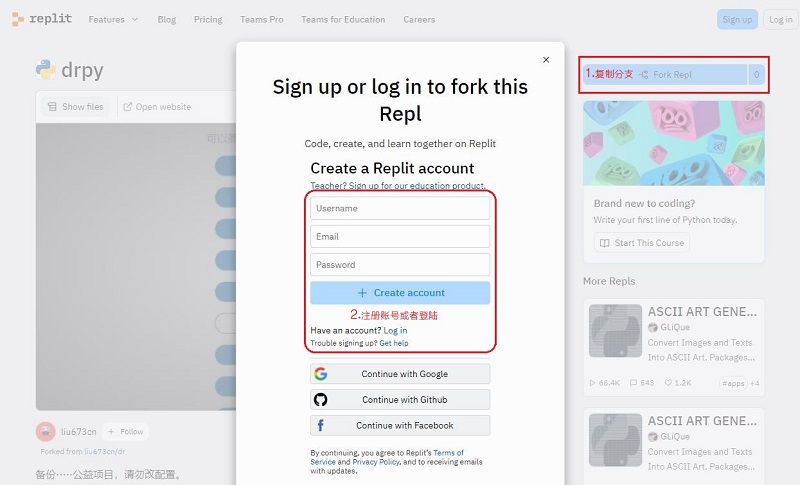 replit
Features
Blog
Pricing
Teams Pro
Teams for Education
Careers
Sign up
Log in
drpy
Show files
Open website
liu673cn
+ Follow
Forked from liu673cn/dr
备份·····公益项目，请勿改配置。
×
Sign up or log in to fork this
Repl
Code, create, and learn together on Replit
Create a Replit account
Teacher? Sign up for our education product.
Username
Email
Password
+ Create account
2.注册账号或者登陆
Have an account? Log in
Trouble signing up? Get help
Continue with Google
Continue with Github
Continue with Facebook
By continuing, you agree to Replit's Terms of
Service and Privacy Policy, and to receiving emails
with updates.
1.复制分支
Fork Repl
0
Brand new to coding?
Write your first line of Python today.
Start This Course
More Repls
ASCII ART GENE...
GLiQue
Convert Images and Texts
Into ASCII Art. Packages...
65.4K
543
1.2K
#apps
+4
ASCII ART GENE...
GLiQue
Convert Images and Texts
Into ASCII Art. Packages...